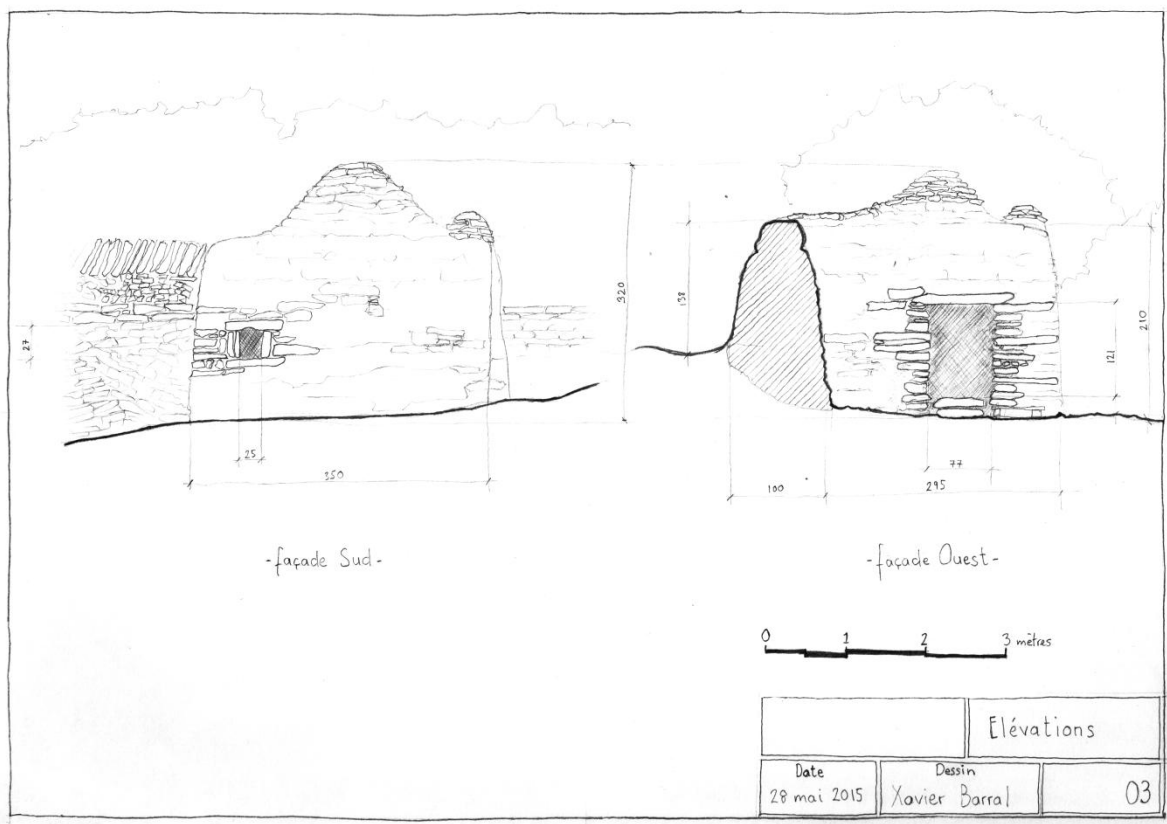 320
27
25
350
-façade Sud-
138
210
121
77
100
295
-façade Ouest-
0 1 2 3 mètres
Elévations
Date
28 mai 2015
Dessin
Xavier Barral
03